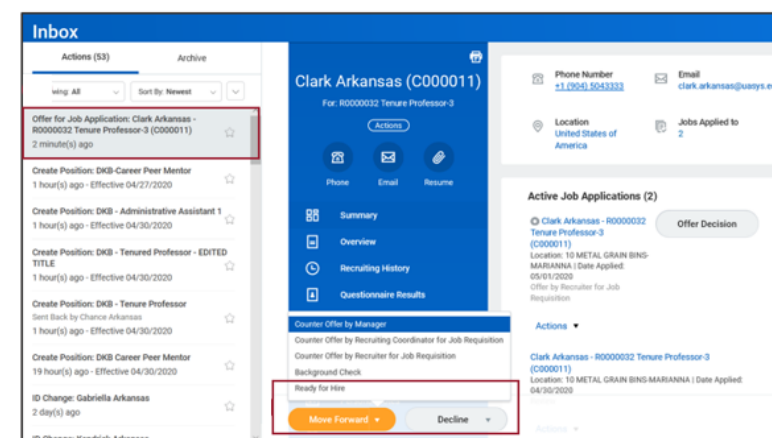 Inbox
Actions (53)
Archive
wing: All
Sort By: Newest
Offer for Job Application: Clark Arkansas -
R0000032 Tenure Professor-3 (C000011)
2 minute(s) ago
Create Position: DKB-Career Peer Mentor
1 hour(s) ago - Effective 04/27/2020
Create Position: DKB - Administrative Assistant 1
1 hour(s) ago - Effective 04/30/2020
Create Position: DKB - Tenured Professor - EDITED
TITLE
1 hour(s) ago - Effective 04/30/2020
Create Position: DKB - Tenure Professor
Sent Back by Chance Arkansas
1 hour(s) ago - Effective 04/30/2020
Create Position: DKB Career Peer Mentor
19 hour(s) ago - Effective 04/30/2020
ID Change: Gabriella Arkansas
2 day(s) ago
Clark Arkansas (C000011)
For: R0000032 Tenure
Professor-3
Actions
Phone
Email
Resume
Summary
Overview
Recruiting History
Questionnaire Results
Counter Offer by Manager
Counter Offer by Recruiting Coordinator for Job Requisition
Counter Offer by Recruiter for Job Requisition
Background Check
Ready for Hire
Move Forward
Decline
Phone Number
+1 (904) 5043333
Email
clark.arkansas@uasys.e
Location
United States of
America
Jobs Applied to
2
Active Job Applications (2)
Clark Arkansas - R0000032
Tenure Professor-3
(C000011)
Location: 10 METAL GRAIN BINS-
MARIANNA | Date Applied:
05/01/2020
Offer by Recruiter for Job
Requisition
Offer Decision
Actions
Clark Arkansas - R0000032 Tenure Professor-3
(C000011)
Location: 10 METAL GRAIN BINS-MARIANNA | Date Applied:
04/30/2020
Actions